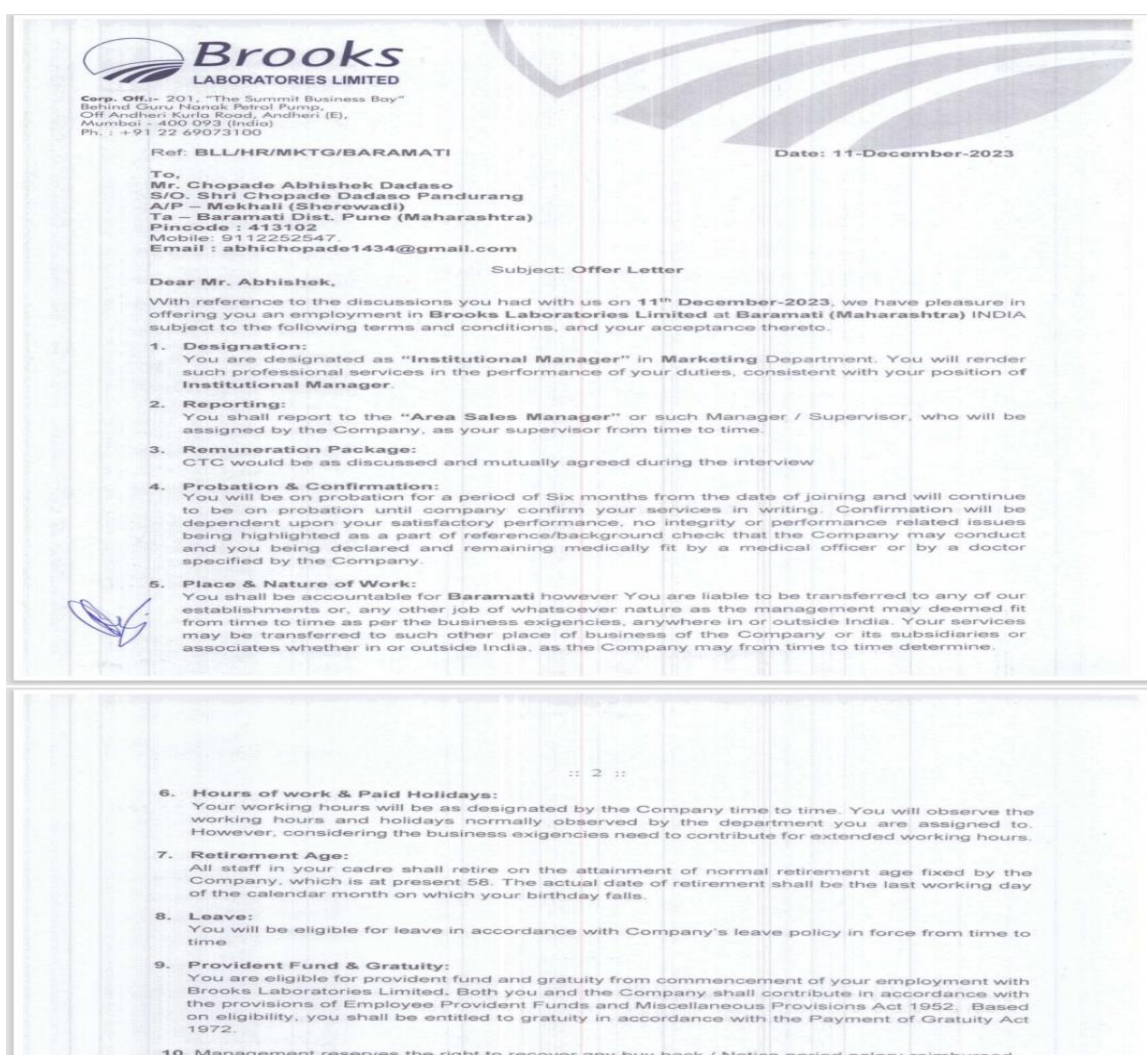 Brooks
LABORATORIES LIMITED
Corp. Off.:- 201, "The Summit Business Bay"
Behind Guru Nanak Petrol Pump,
Off Andheri Kurla Road, Andheri (E),
Mumbai - 400 093 (India)
Ph. : +91 22 69073100
Ref: BLL/HR/MKTG/BARAMATI Date: 11-December-2023
To,
Mr. Chopade Abhishek Dadaso
S/O. Shri Chopade Dadaso Pandurang
A/P – Mekhali (Sherewadi)
Ta – Baramati Dist. Pune (Maharashtra)
Pincode : 413102
Mobile: 9112252547.
Email : abhichopade1434@gmail.com
Subject: Offer Letter
Dear Mr. Abhishek,
With reference to the discussions you had with us on 11th December-2023, we have pleasure in
offering you an employment in Brooks Laboratories Limited at Baramati (Maharashtra) INDIA
subject to the following terms and conditions, and your acceptance thereto.
1. Designation:
You are designated as "Institutional Manager" in Marketing Department. You will render
such professional services in the performance of your duties, consistent with your position of
Institutional Manager.
2. Reporting:
You shall report to the "Area Sales Manager" or such Manager / Supervisor, who will be
assigned by the Company, as your supervisor from time to time.
3. Remuneration Package:
CTC would be as discussed and mutually agreed during the interview
4. Probation & Confirmation:
You will be on probation for a period of Six months from the date of joining and will continue
to be on probation until company confirm your services in writing. Confirmation will be
dependent upon your satisfactory performance, no integrity or performance related issues
being highlighted as a part of reference/background check that the Company may conduct
and you being declared and remaining medically fit by a medical officer or by a doctor
specified by the Company.
5. Place & Nature of Work:
You shall be accountable for Baramati however You are liable to be transferred to any of our
establishments or, any other job of whatsoever nature as the management may deemed fit
from time to time as per the business exigencies, anywhere in or outside India. Your services
may be transferred to such other place of business of the Company or its subsidiaries or
associates whether in or outside India, as the Company may from time to time determine.
:: 2 ::
6. Hours of work & Paid Holidays:
Your working hours will be as designated by the Company time to time. You will observe the
working hours and holidays normally observed by the department you are assigned to.
However, considering the business exigencies need to contribute for extended working hours.
7. Retirement Age:
All staff in your cadre shall retire on the attainment of normal retirement age fixed by the
Company, which is at present 58. The actual date of retirement shall be the last working day
of the calendar month on which your birthday falls.
8. Leave:
You will be eligible for leave in accordance with Company's leave policy in force from time to
time
9. Provident Fund & Gratuity:
You are eligible for provident fund and gratuity from commencement of your employment with
Brooks Laboratories Limited. Both you and the Company shall contribute in accordance with
the provisions of Employee Provident Funds and Miscellaneous Provisions Act 1952. Based
on eligibility, you shall be entitled to gratuity in accordance with the Payment of Gratuity Act
1972.
10. Management reserves the right to recover any buy back / Notice period salary reimbursed